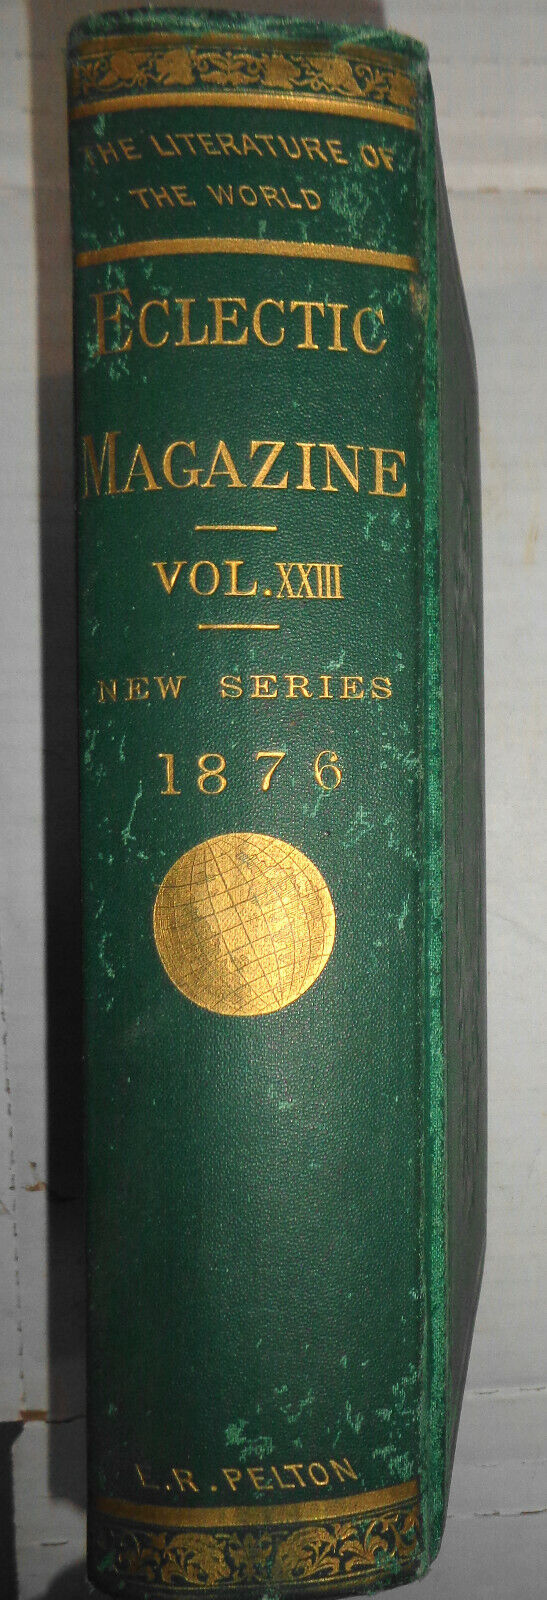 THE LITERATURE OF
THE WORLD
ECLECTIC
MAGAZINE
VOL. XXIII
NEW SERIES
1876
E.R. PELTON